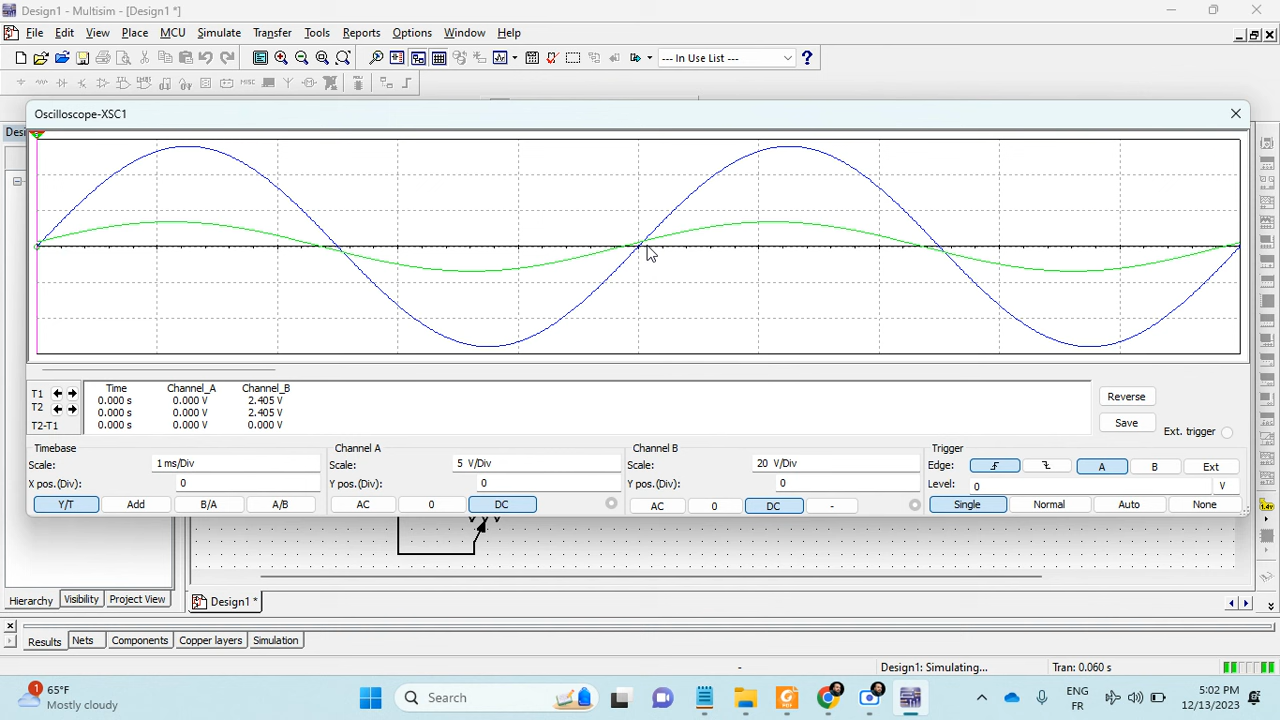 Design1 - Multisim - [Design1 *]
File Edit View Place MCU Simulate Transfer Tools Reports Options Window Help
--- In Use List ---
MISC
Oscilloscope-XSC1
T1
T2
T2-T1
Time Channel_A Channel_B
0.000 s 0.000 V 2.405 V
0.000 s 0.000 V 2.405 V
0.000 s 0.000 V 0.000 V
Reverse
Save
Ext. trigger
Timebase
Scale: 1 ms/Div
X pos.(Div): 0
Y/T Add B/A A/B
Channel A
Scale: 5 V/Div
Y pos.(Div): 0
AC 0 DC
Channel B
Scale: 20 V/Div
Y pos.(Div): 0
AC 0 DC -
Trigger
Edge: A B Ext
Level: 0 V
Single Normal Auto None
Hierarchy Visibility Project View
Design1 *
Results Nets Components Copper layers Simulation
- Design1: Simulating... Tran: 0.060 s
1
65°F
Mostly cloudy
Search
ENG
FR
5:02 PM
12/13/2023